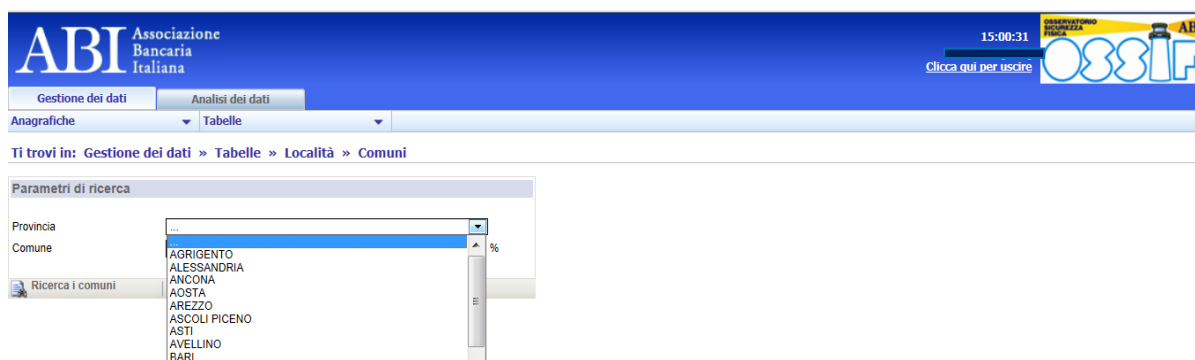 ABI Associazione
Bancaria
Italiana
15:00:31
Clicca qui per uscire
OSSERVATORIO
SICUREZZA
FISICA
AB
OSSIF
Gestione dei dati
Analisi dei dati
Anagrafiche
Tabelle
Ti trovi in: Gestione dei dati » Tabelle » Località » Comuni
Parametri di ricerca
Provincia
...
Comune
%
...
AGRIGENTO
ALESSANDRIA
ANCONA
AOSTA
AREZZO
ASCOLI PICENO
ASTI
AVELLINO
BARI
Ricerca i comuni